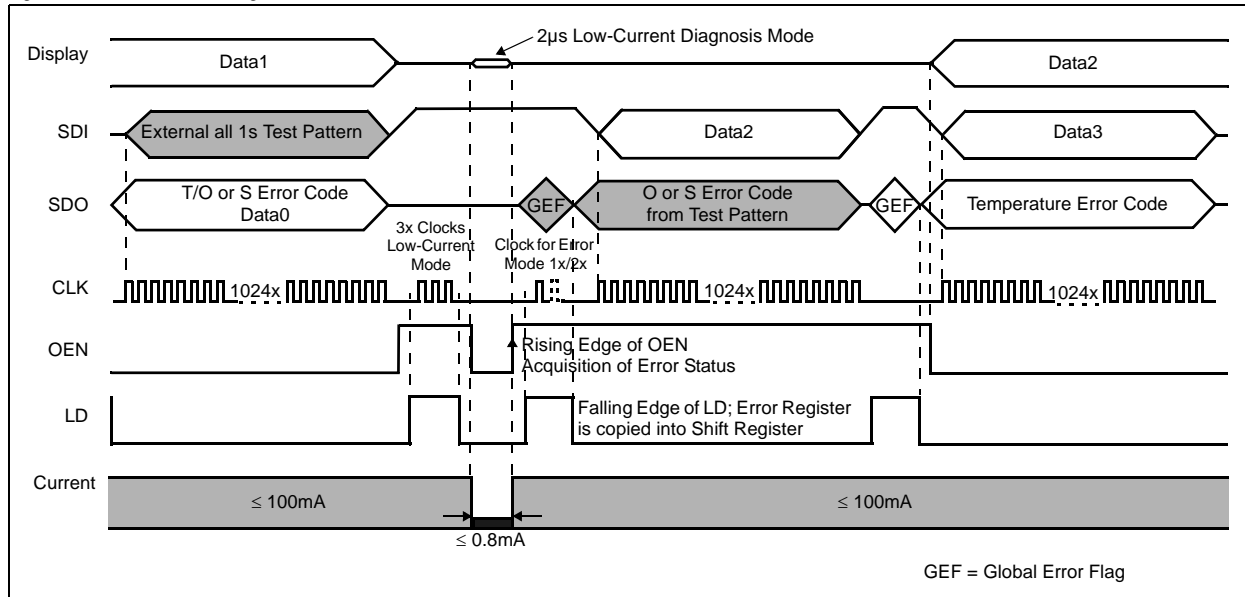 2µs Low-Current Diagnosis Mode
Display
Data1
Data2
SDI
External all 1s Test Pattern
Data2
Data3
SDO
T/O or S Error Code
Data0
GEF
O or S Error Code
from Test Pattern
GEF
Temperature Error Code
3x Clocks
Low-Current
Mode
Clock for Error
Mode 1x/2x
CLK
1024x
1024x
1024x
OEN
Rising Edge of OEN
Acquisition of Error Status
LD
Falling Edge of LD; Error Register
is copied into Shift Register
Current
≤ 100mA
≤ 100mA
≤ 0.8mA
GEF = Global Error Flag